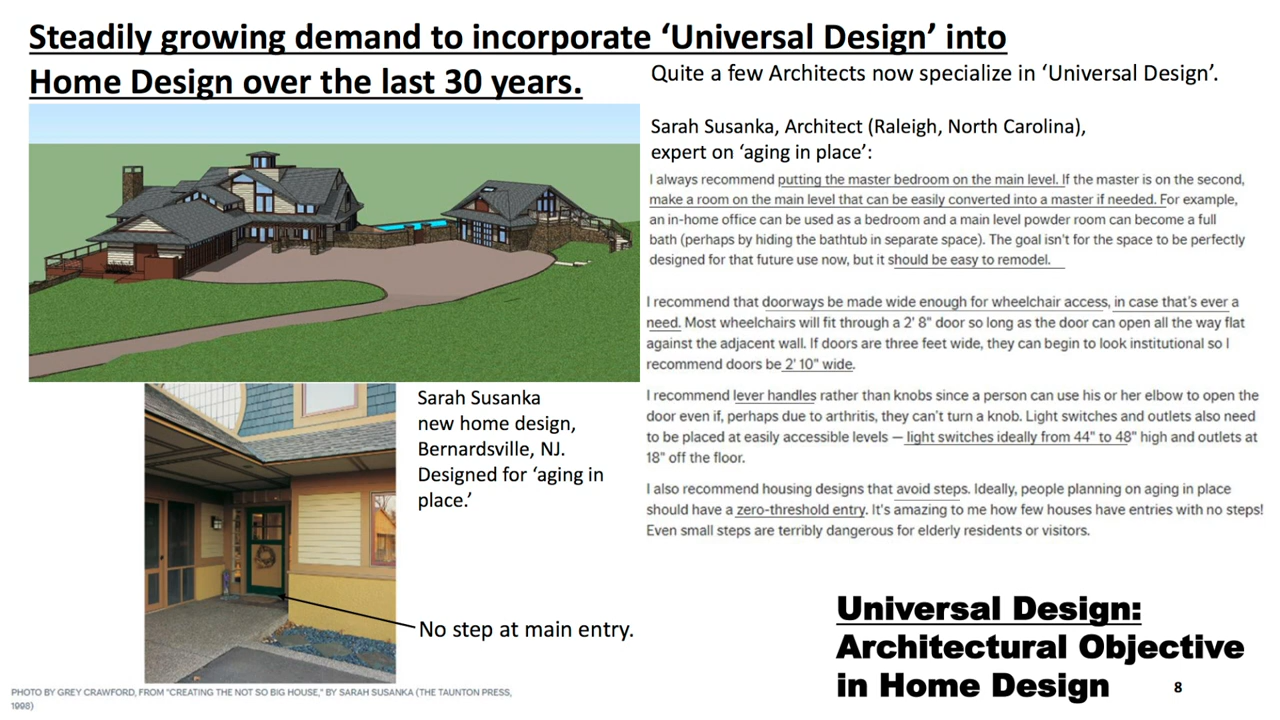 Steadily growing demand to incorporate ‘Universal Design’ into
Home Design over the last 30 years.
Quite a few Architects now specialize in ‘Universal Design’.
Sarah Susanka, Architect (Raleigh, North Carolina),
expert on ‘aging in place’:
I always recommend putting the master bedroom on the main level. If the master is on the second,
make a room on the main level that can be easily converted into a master if needed. For example,
an in-home office can be used as a bedroom and a main level powder room can become a full
bath (perhaps by hiding the bathtub in separate space). The goal isn't for the space to be perfectly
designed for that future use now, but it should be easy to remodel.
I recommend that doorways be made wide enough for wheelchair access, in case that's ever a
need. Most wheelchairs will fit through a 2' 8" door so long as the door can open all the way flat
against the adjacent wall. If doors are three feet wide, they can begin to look institutional so I
recommend doors be 2' 10" wide.
I recommend lever handles rather than knobs since a person can use his or her elbow to open the
door even if, perhaps due to arthritis, they can't turn a knob. Light switches and outlets also need
to be placed at easily accessible levels — light switches ideally from 44" to 48" high and outlets at
18" off the floor.
I also recommend housing designs that avoid steps. Ideally, people planning on aging in place
should have a zero-threshold entry. It's amazing to me how few houses have entries with no steps!
Even small steps are terribly dangerous for elderly residents or visitors.
Sarah Susanka
new home design,
Bernardsville, NJ.
Designed for ‘aging in
place.’
No step at main entry.
PHOTO BY GREY CRAWFORD, FROM "CREATING THE NOT SO BIG HOUSE," BY SARAH SUSANKA (THE TAUNTON PRESS,
1998)
Universal Design:
Architectural Objective
in Home Design
8